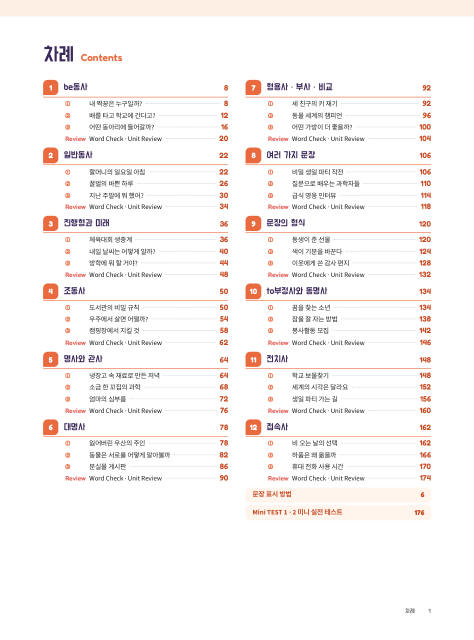 차례 Contents
1 be동사 8
① 내 짝꿍은 누구일까? 8
② 배를 타고 학교에 간다고? 12
③ 어떤 동아리에 들어갈까? 16
Review Word Check · Unit Review 20
2 일반동사 22
① 할머니의 일요일 아침 22
② 꿀벌의 바쁜 하루 26
③ 지난 주말에 뭐 했어? 30
Review Word Check · Unit Review 34
3 진행형과 미래 36
① 체육대회 생중계 36
② 내일 날씨는 어떻게 될까? 40
③ 방학에 뭐 할 거야? 44
Review Word Check · Unit Review 48
4 조동사 50
① 도서관의 비밀 규칙 50
② 우주에서 살면 어떨까? 54
③ 캠핑장에서 지킬 것 58
Review Word Check · Unit Review 62
5 명사와 관사 64
① 냉장고 속 재료로 만든 저녁 64
② 소금 한 꼬집의 과학 68
③ 엄마의 심부름 72
Review Word Check · Unit Review 76
6 대명사 78
① 잃어버린 우산의 주인 78
② 동물은 서로를 어떻게 알아볼까 82
③ 분실물 게시판 86
Review Word Check · Unit Review 90
7 형용사 · 부사 · 비교 92
① 세 친구의 키 재기 92
② 동물 세계의 챔피언 96
③ 어떤 가방이 더 좋을까? 100
Review Word Check · Unit Review 104
8 여러 가지 문장 106
① 비밀 생일 파티 작전 106
② 질문으로 배우는 과학자들 110
③ 급식 영웅 인터뷰 114
Review Word Check · Unit Review 118
9 문장의 형식 120
① 동생이 준 선물 120
② 색이 기분을 바꾼다 124
③ 이웃에게 쓴 감사 편지 128
Review Word Check · Unit Review 132
10 to부정사와 동명사 134
① 꿈을 찾는 소년 134
② 잠을 잘 자는 방법 138
③ 봉사활동 모집 142
Review Word Check · Unit Review 146
11 전치사 148
① 학교 보물찾기 148
② 세계의 시각은 달라요 152
③ 생일 파티 가는 길 156
Review Word Check · Unit Review 160
12 접속사 162
① 비 오는 날의 선택 162
② 하품은 왜 옮을까 166
③ 휴대 전화 사용 시간 170
Review Word Check · Unit Review 174
문장 표시 방법 6
Mini TEST 1 · 2 미니 실전 테스트 176
차례 1